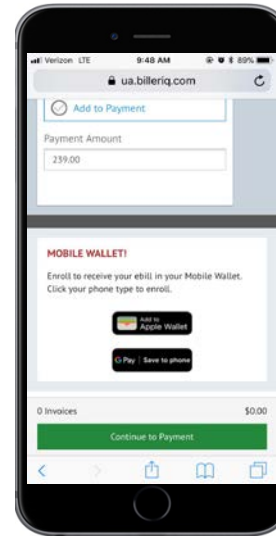 Verizon LTE 9:48 AM 89%
ua.billeriq.com
Add to Payment
Payment Amount
239.00
MOBILE WALLET!
Enroll to receive your ebill in your Mobile Wallet.
Click your phone type to enroll.
Add to
Apple Wallet
G Pay | Save to phone
0 Invoices $0.00
Continue to Payment